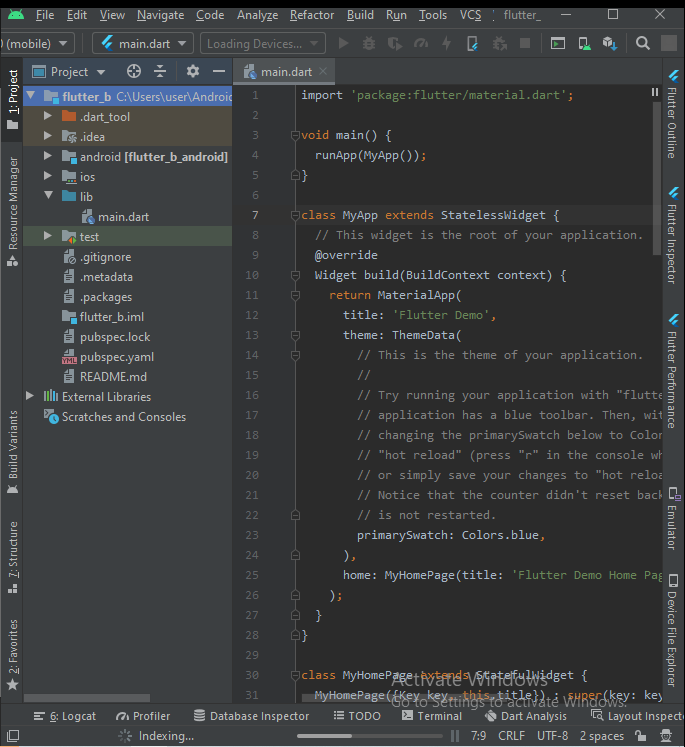 File Edit View Navigate Code Analyze Refactor Build Run Tools VCS flutter_
(mobile) main.dart Loading Devices...
Project main.dart
1: Project
Resource Manager
Build Variants
7: Structure
2: Favorites
flutter_b C:\Users\user\Androi
.dart_tool
.idea
android [flutter_b_android]
ios
lib
main.dart
test
.gitignore
.metadata
.packages
flutter_b.iml
pubspec.lock
pubspec.yaml
README.md
External Libraries
Scratches and Consoles
1 import 'package:flutter/material.dart';
2
3 void main() {
4 runApp(MyApp());
5 }
6
7 class MyApp extends StatelessWidget {
8 // This widget is the root of your application.
9 @override
10 Widget build(BuildContext context) {
11 return MaterialApp(
12 title: 'Flutter Demo',
13 theme: ThemeData(
14 // This is the theme of your application.
15 //
16 // Try running your application with "flutte
17 // application has a blue toolbar. Then, wit
18 // changing the primarySwatch below to Color
19 // "hot reload" (press "r" in the console wh
20 // or simply save your changes to "hot reloa
21 // Notice that the counter didn't reset back
22 // is not restarted.
23 primarySwatch: Colors.blue,
24 ),
25 home: MyHomePage(title: 'Flutter Demo Home Pag
26 );
27 }
28 }
29
30 class MyHomePage extends StatefulWidget {
31 MyHomePage({Key key, this.title}) : super(key: key
Activate Windows
Go to Settings to activate Windows.
Flutter Outline
Flutter Inspector
Flutter Performance
Emulator
Device File Explorer
6: Logcat Profiler Database Inspector TODO Terminal Dart Analysis Layout Inspec
Indexing... 7:9 CRLF UTF-8 2 spaces